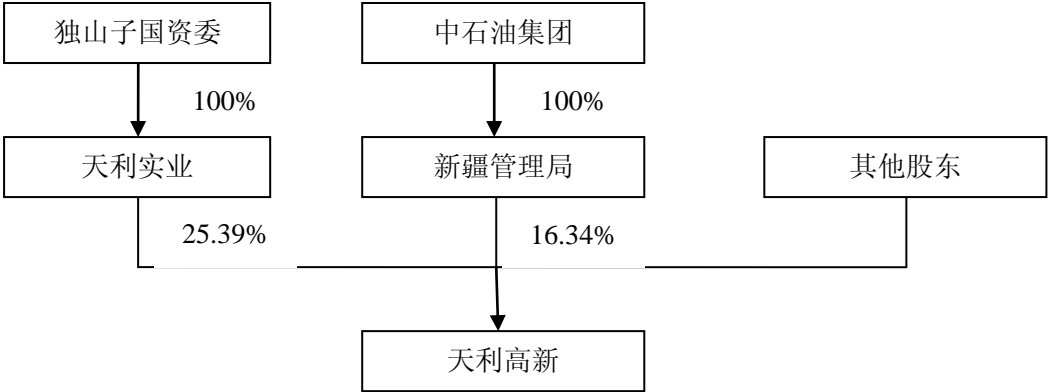 独山子国资委
中石油集团
100%
100%
天利实业
新疆管理局
其他股东
25.39%
16.34%
天利高新